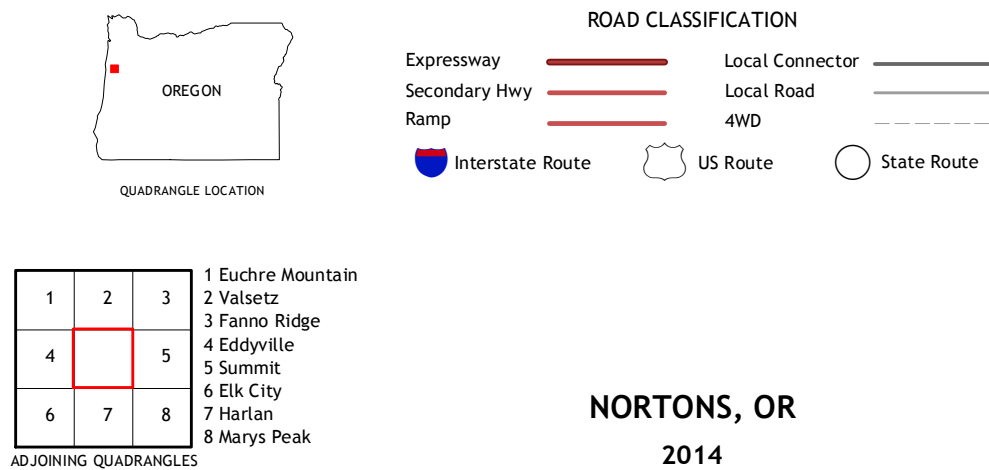 OREGON
QUADRANGLE LOCATION
ROAD CLASSIFICATION
Expressway
Secondary Hwy
Ramp
Local Connector
Local Road
4WD
Interstate Route
US Route
State Route
1 2 3
4 5
6 7 8
ADJOINING QUADRANGLES
1 Euchre Mountain
2 Valsetz
3 Fanno Ridge
4 Eddyville
5 Summit
6 Elk City
7 Harlan
8 Marys Peak
NORTONS, OR
2014